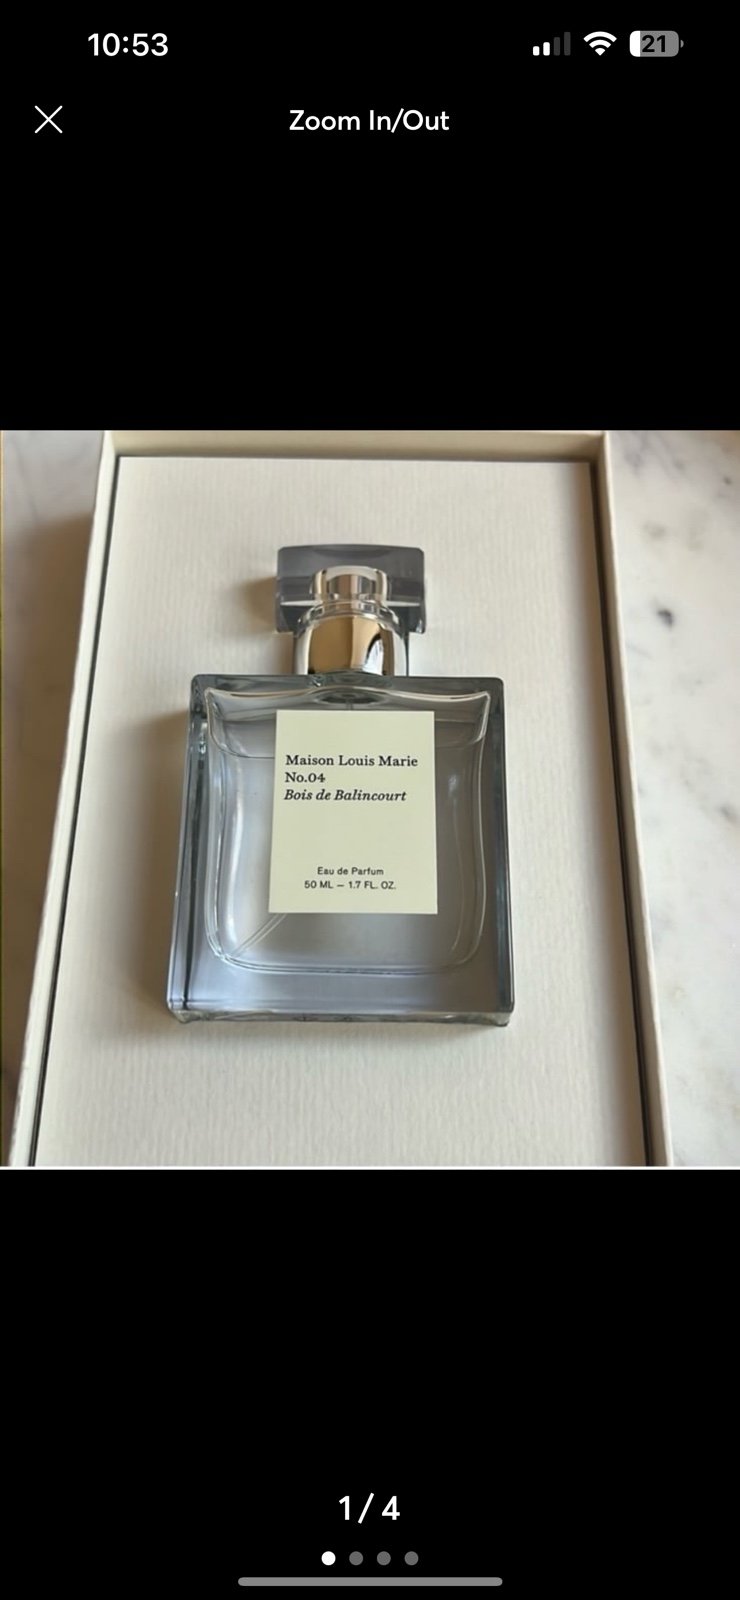 10:53
21
Zoom In/Out
Maison Louis Marie
No.04
Bois de Balincourt
Eau de Parfum
50 ML — 1.7 FL. OZ.
1 / 4